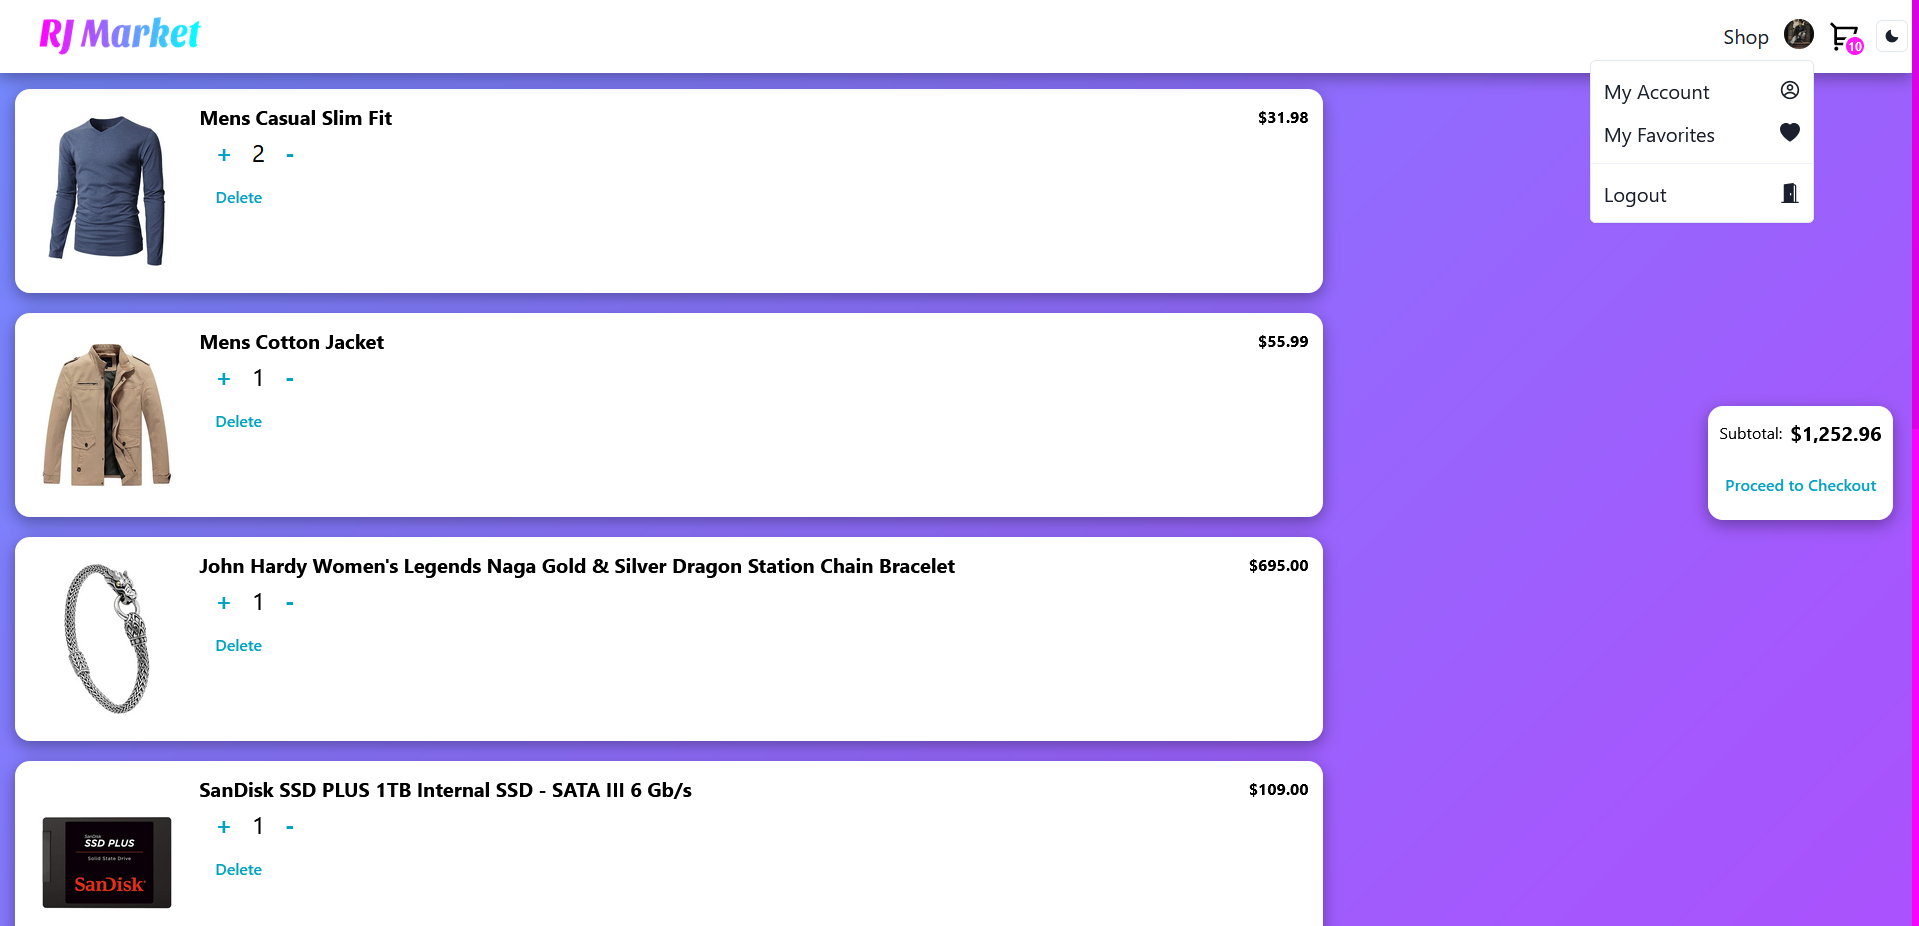 RJ Market
Shop
10
My Account
My Favorites
Logout
Mens Casual Slim Fit
$31.98
+ 2 -
Delete
Mens Cotton Jacket
$55.99
+ 1 -
Delete
Subtotal: $1,252.96
Proceed to Checkout
John Hardy Women's Legends Naga Gold & Silver Dragon Station Chain Bracelet
$695.00
+ 1 -
Delete
SanDisk SSD PLUS 1TB Internal SSD - SATA III 6 Gb/s
$109.00
+ 1 -
Delete
SanDisk
SSD PLUS
Solid State Drive
SanDisk